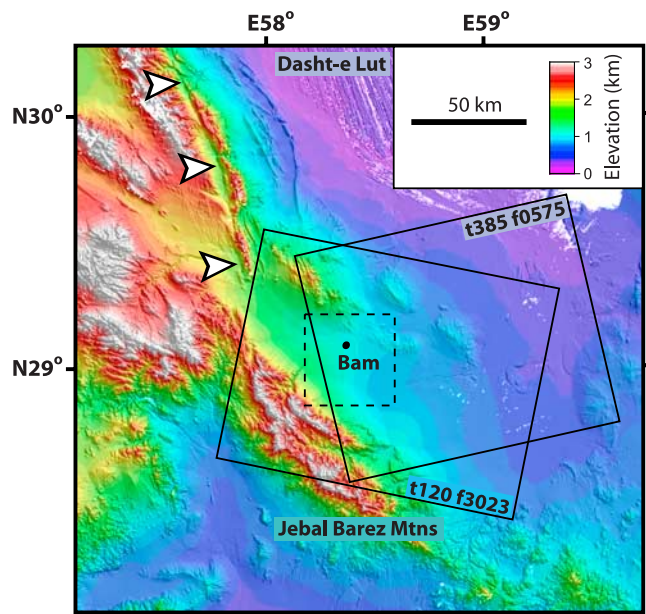 E58°
E59°
Dasht-e Lut
N30°
50 km
3
2
1
0
Elevation (km)
t385 f0575
N29°
Bam
t120 f3023
Jebal Barez Mtns